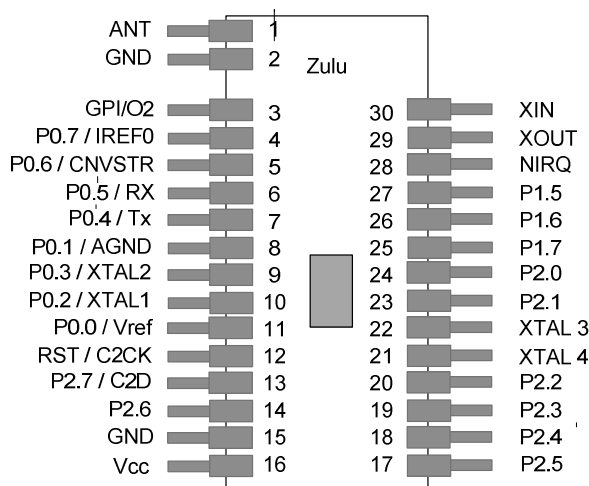 ANT 1
GND 2 Zulu
GPI/O2 3 30 XIN
P0.7 / IREF0 4 29 XOUT
P0.6 / CNVSTR 5 28 NIRQ
P0.5 / RX 6 27 P1.5
P0.4 / Tx 7 26 P1.6
P0.1 / AGND 8 25 P1.7
P0.3 / XTAL2 9 24 P2.0
P0.2 / XTAL1 10 23 P2.1
P0.0 / Vref 11 22 XTAL 3
RST / C2CK 12 21 XTAL 4
P2.7 / C2D 13 20 P2.2
P2.6 14 19 P2.3
GND 15 18 P2.4
Vcc 16 17 P2.5